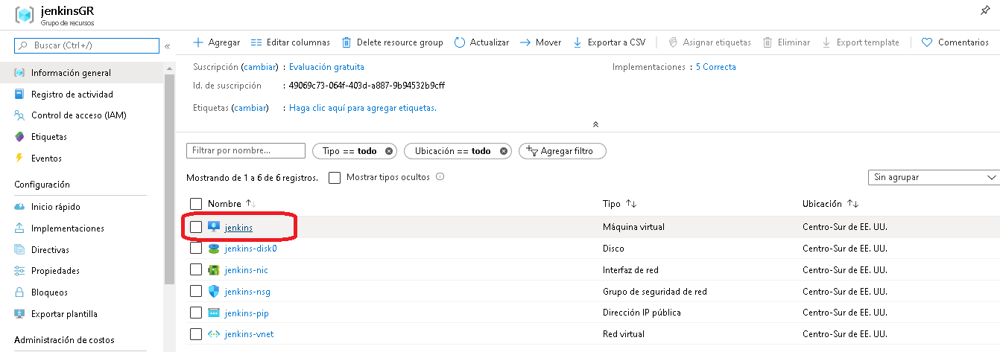 jenkinsGR
Grupo de recursos
Buscar (Ctrl+/)
«
Información general
Registro de actividad
Control de acceso (IAM)
Etiquetas
Eventos
Configuración
Inicio rápido
Implementaciones
Directivas
Propiedades
Bloqueos
Exportar plantilla
Administración de costos
Agregar Editar columnas Delete resource group Actualizar Mover Exportar a CSV Asignar etiquetas Eliminar Export template Comentarios
Suscripción (cambiar) : Evaluación gratuita Implementaciones : 5 Correcta
Id. de suscripción : 49069c73-064f-403d-a887-9b94532b9cff
Etiquetas (cambiar) : Haga clic aquí para agregar etiquetas.
Filtrar por nombre... Tipo == todo Ubicación == todo Agregar filtro
Mostrando de 1 a 6 de 6 registros. Mostrar tipos ocultos Sin agrupar
Nombre Tipo Ubicación
jenkins Máquina virtual Centro-Sur de EE. UU.
jenkins-disk0 Disco Centro-Sur de EE. UU.
jenkins-nic Interfaz de red Centro-Sur de EE. UU.
jenkins-nsg Grupo de seguridad de red Centro-Sur de EE. UU.
jenkins-pip Dirección IP pública Centro-Sur de EE. UU.
jenkins-vnet Red virtual Centro-Sur de EE. UU.